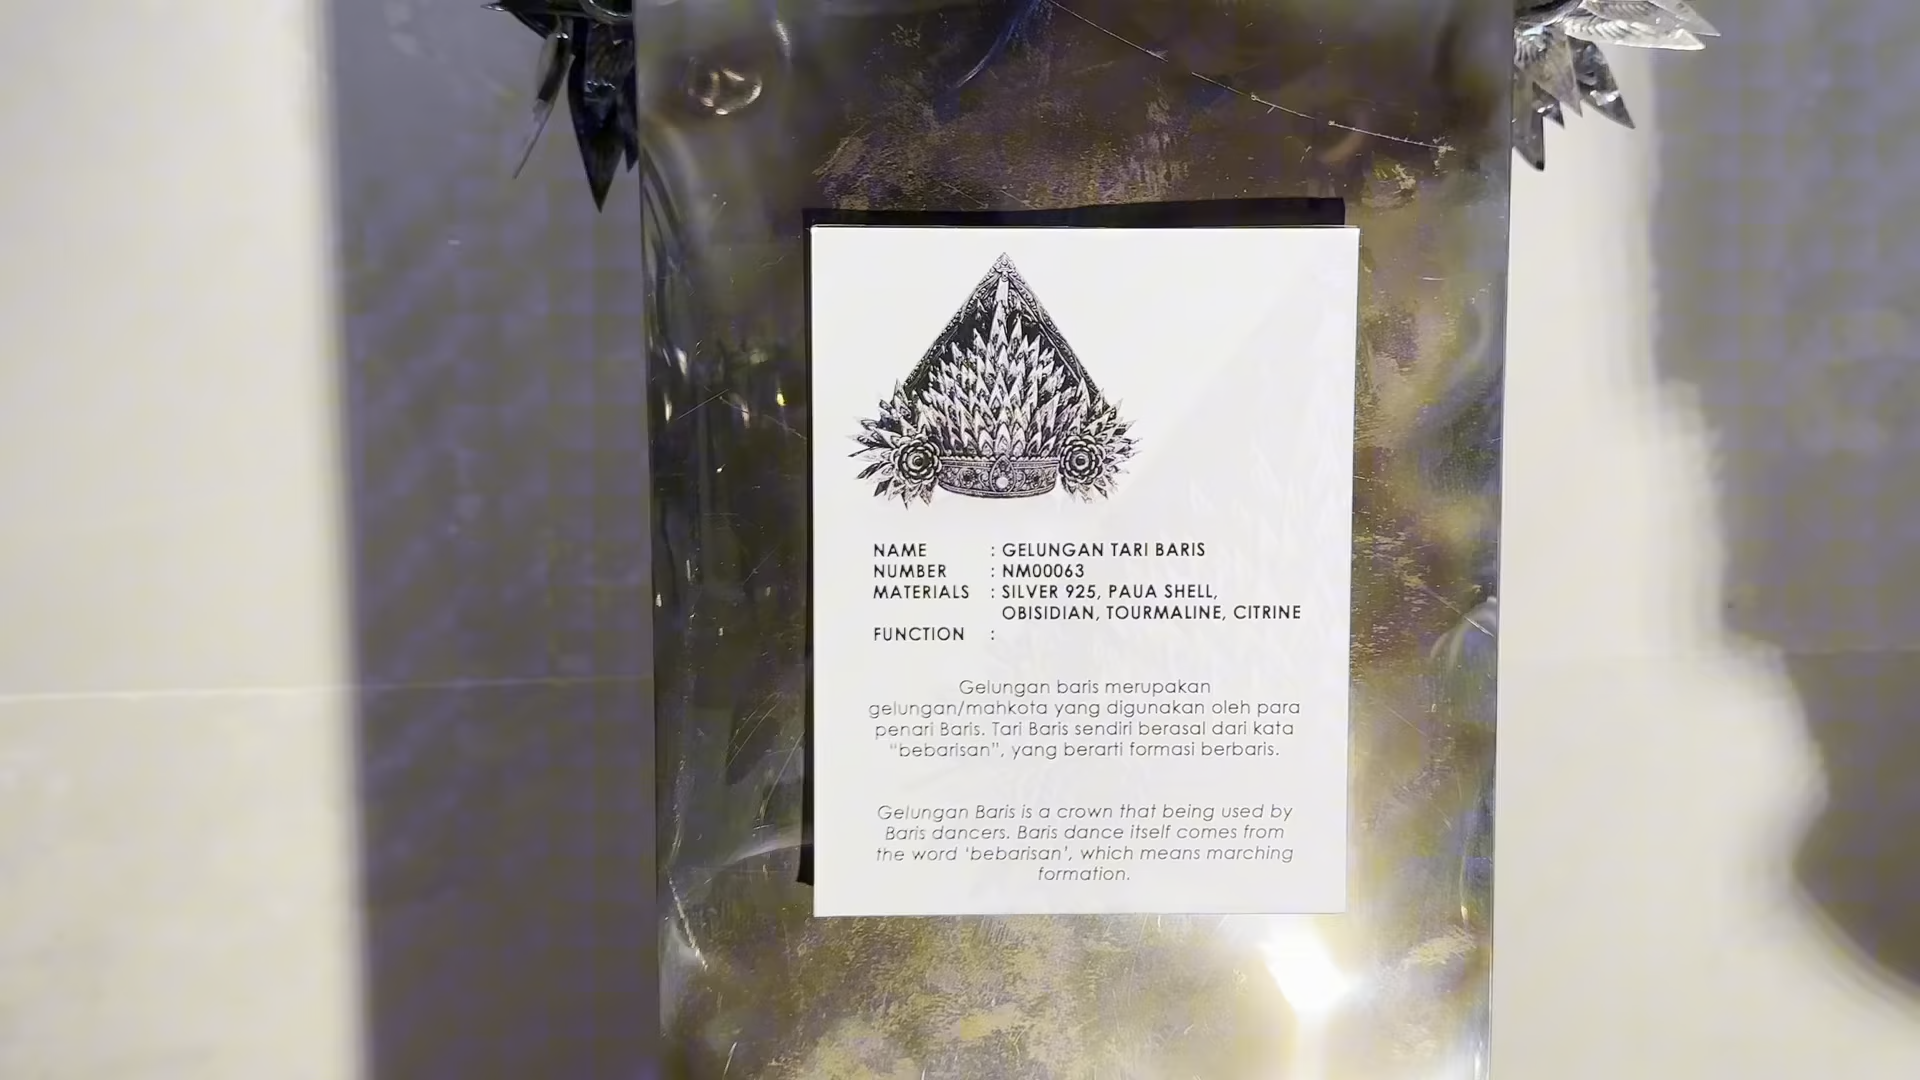 NAME : GELUNGAN TARI BARIS
NUMBER : NM00063
MATERIALS : SILVER 925, PAUA SHELL,
OBISIDIAN, TOURMALINE, CITRINE
FUNCTION :
Gelungan baris merupakan
gelungan/mahkota yang digunakan oleh para
penari Baris. Tari Baris sendiri berasal dari kata
“bebarisan”, yang berarti formasi berbaris.
Gelungan Baris is a crown that being used by
Baris dancers. Baris dance itself comes from
the word ‘bebarisan’, which means marching
formation.